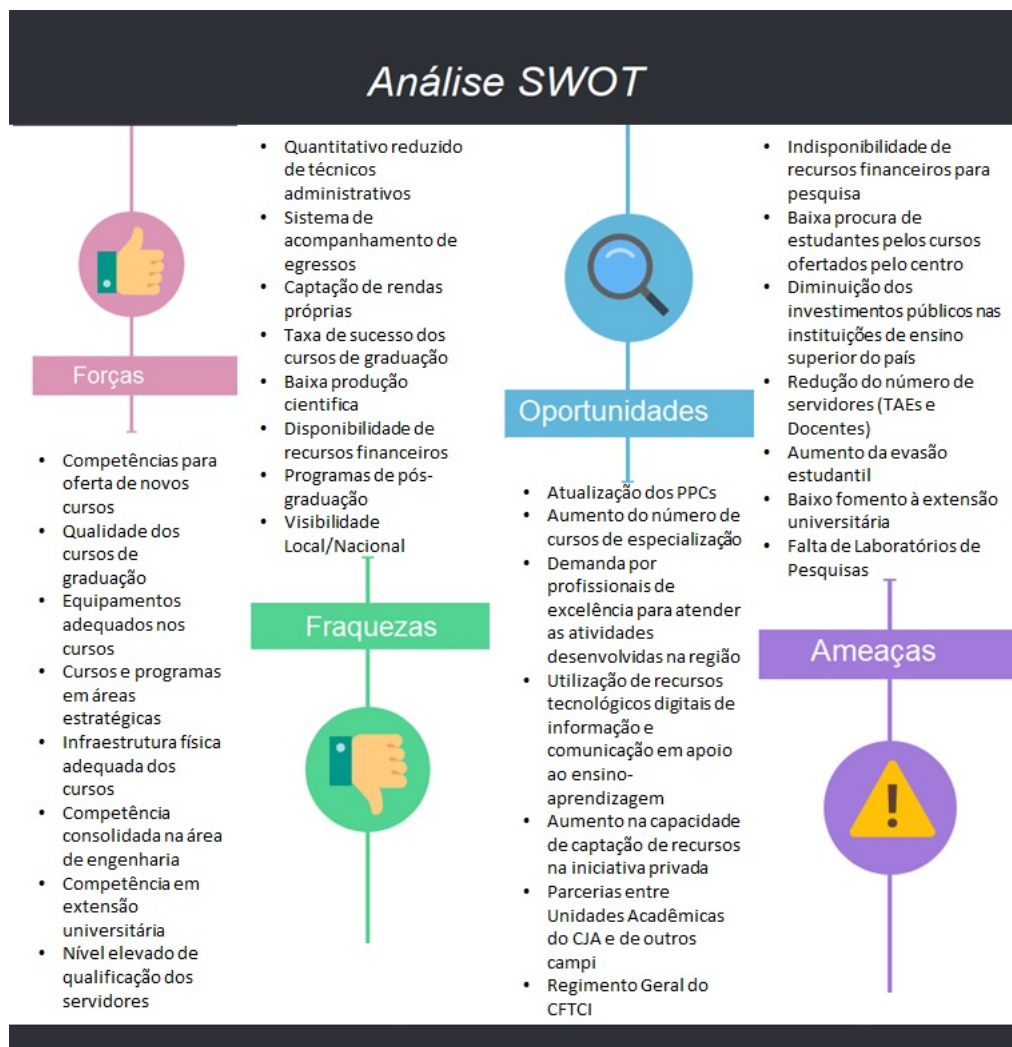 Análise SWOT
Forças
• Competências para
oferta de novos
cursos
• Qualidade dos
cursos de
graduação
• Equipamentos
adequados nos
cursos
• Cursos e programas
em áreas
estratégicas
• Infraestrutura física
adequada dos
cursos
• Competência
consolidada na área
de engenharia
• Competência em
extensão
universitária
• Nível elevado de
qualificação dos
servidores
• Quantitativo reduzido
de técnicos
administrativos
• Sistema de
acompanhamento de
egressos
• Captação de rendas
próprias
• Taxa de sucesso dos
cursos de graduação
• Baixa produção
cientifica
• Disponibilidade de
recursos financeiros
• Programas de pós-
graduação
• Visibilidade
Local/Nacional
Fraquezas
Oportunidades
• Atualização dos PPCs
• Aumento do número de
cursos de especialização
• Demanda por
profissionais de
excelência para atender
as atividades
desenvolvidas na região
• Utilização de recursos
tecnológicos digitais de
informação e
comunicação em apoio
ao ensino-
aprendizagem
• Aumento na capacidade
de captação de recursos
na iniciativa privada
• Parcerias entre
Unidades Acadêmicas
do CJA e de outros
campi
• Regimento Geral do
CFTCI
• Indisponibilidade de
recursos financeiros para
pesquisa
• Baixa procura de
estudantes pelos cursos
ofertados pelo centro
• Diminuição dos
investimentos públicos nas
instituições de ensino
superior do país
• Redução do número de
servidores (TAEs e
Docentes)
• Aumento da evasão
estudantil
• Baixo fomento à extensão
universitária
• Falta de Laboratórios de
Pesquisas
Ameaças